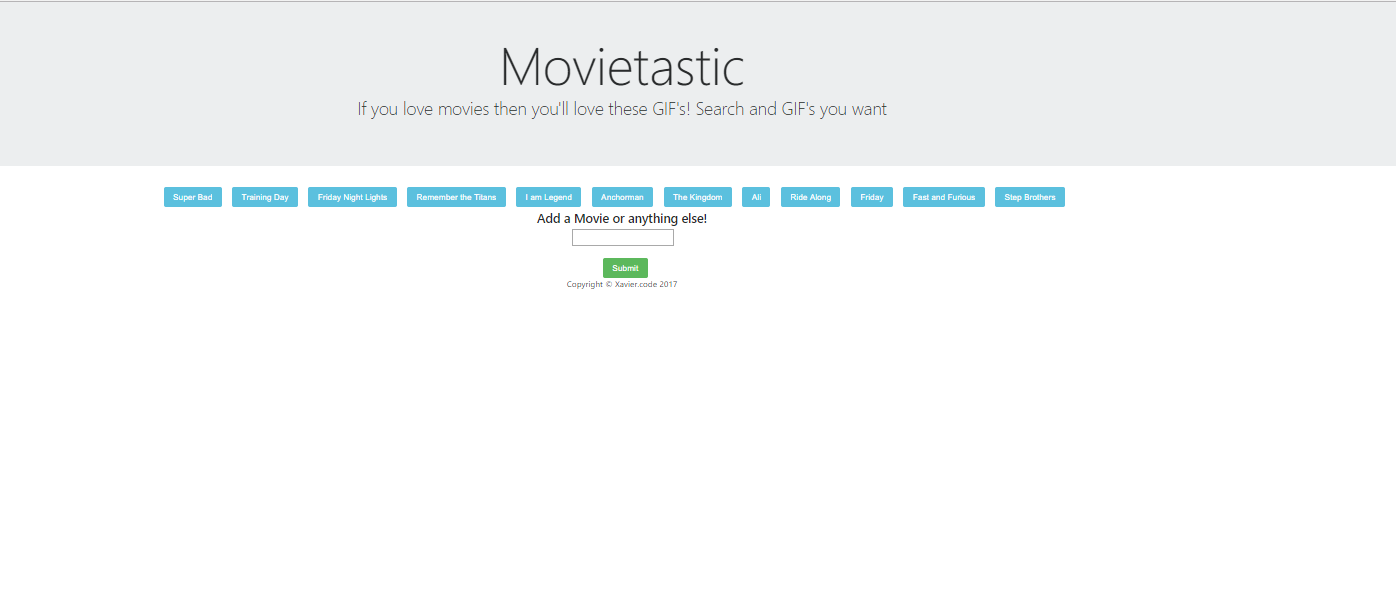 Movietastic
If you love movies then you'll love these GIF's! Search and GIF's you want
Super Bad Training Day Friday Night Lights Remember the Titans I am Legend Anchorman The Kingdom Ali Ride Along Friday Fast and Furious Step Brothers
Add a Movie or anything else!
Submit
Copyright © Xavier.code 2017